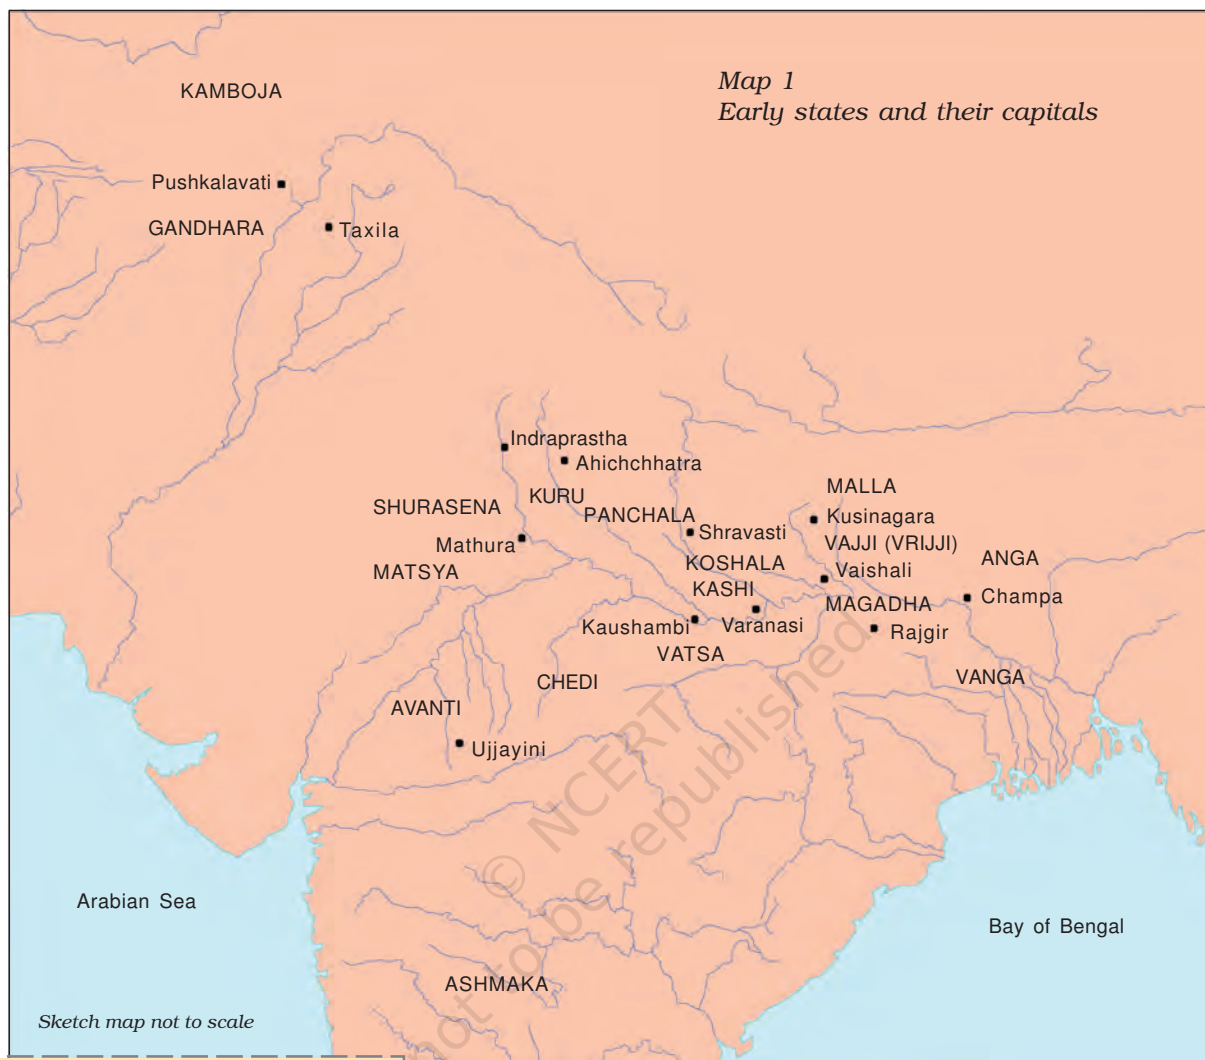 Map 1
Early states and their capitals
KAMBOJA
Pushkalavati
GANDHARA
Taxila
Indraprastha
Ahichchhatra
MALLA
KURU
SHURASENA
PANCHALA
Kusinagara
Shravasti
Mathura
VAJJI (VRIJJI)
ANGA
KOSHALA
MATSYA
Vaishali
KASHI
Champa
MAGADHA
Kaushambi
Varanasi
Rajgir
VATSA
VANGA
CHEDI
AVANTI
Ujjayini
© NCERT
not to be republished
Arabian Sea
Bay of Bengal
ASHMAKA
Sketch map not to scale